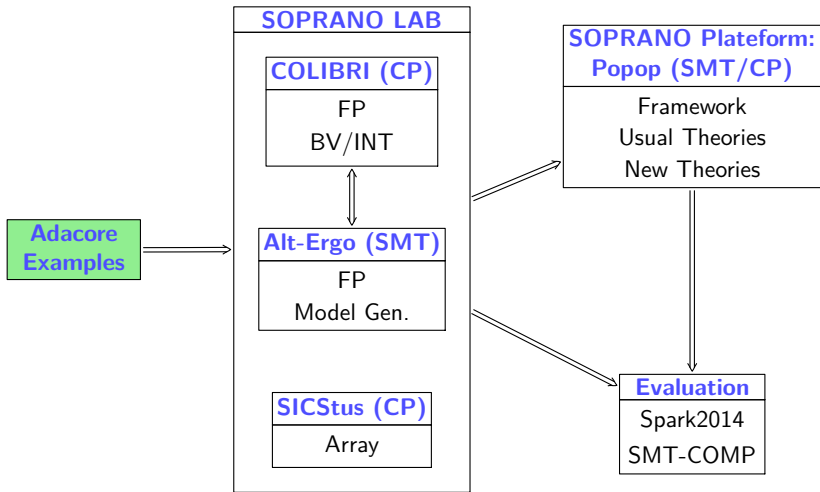 SOPRANO LAB
COLIBRI (CP)
FP
BV/INT
Alt-Ergo (SMT)
FP
Model Gen.
SICStus (CP)
Array
Adacore
Examples
SOPRANO Plateform:
Popop (SMT/CP)
Framework
Usual Theories
New Theories
Evaluation
Spark2014
SMT-COMP